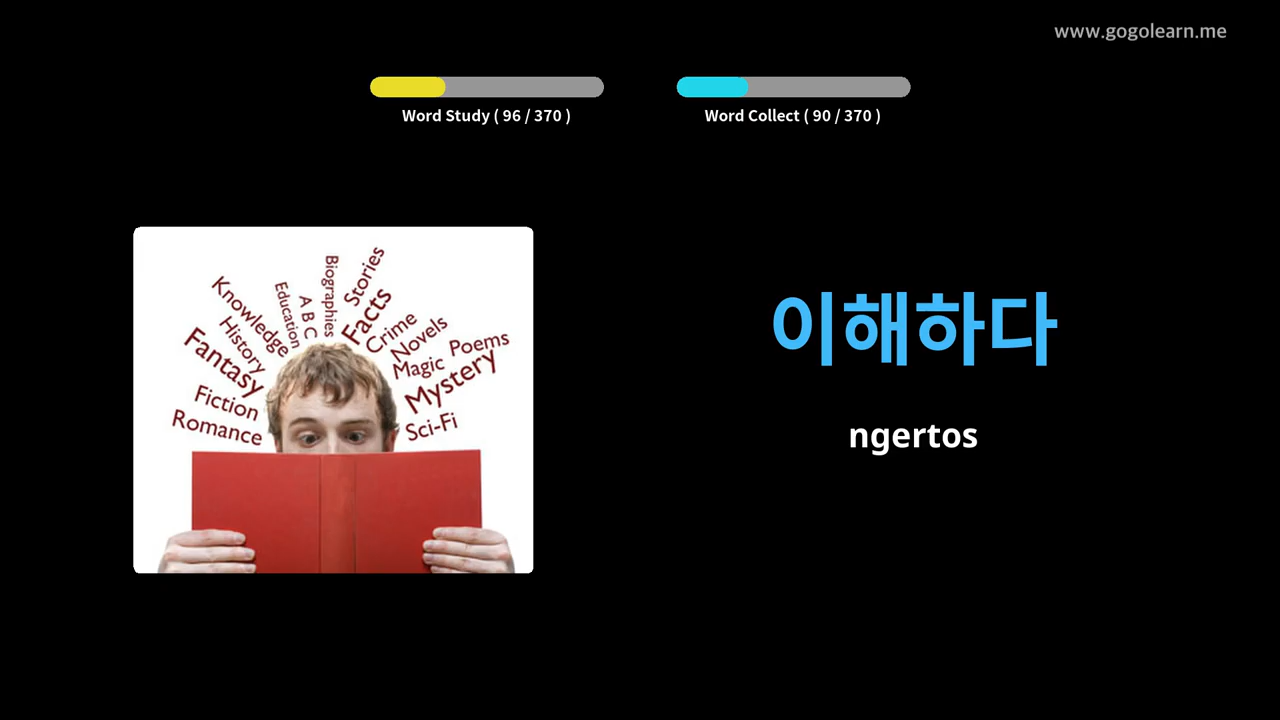 www.gogolearn.me
Word Study ( 96 / 370 )
Word Collect ( 90 / 370 )
Knowledge
Education
A B C
Biographies
Stories
Facts
Crime
Novels
Poems
Magic
Mystery
Sci-Fi
History
Fantasy
Fiction
Romance
이해하다
ngertos